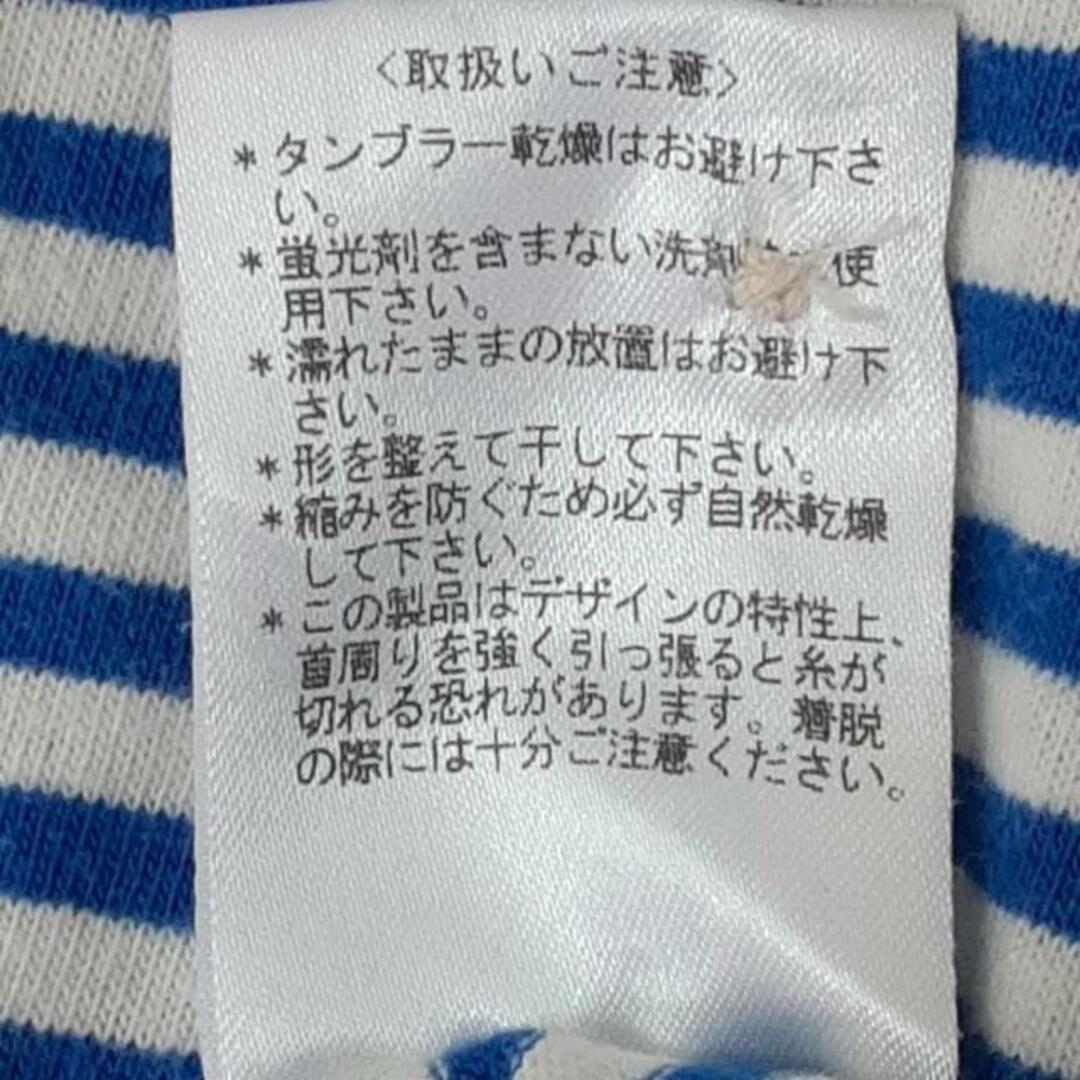 〈取扱いご注意〉
* タンブラー乾燥はお避け下さ
い。
* 蛍光剤を含まない洗剤 使
用下さい。
* 濡れたままの放置はお避け下
さい。
* 形を整えて干して下さい。
* 縮みを防ぐため必ず自然乾燥
して下さい。
* この製品はデザインの特性上、
首周りを強く引っ張ると糸が
切れる恐れがあります。着脱
の際には十分ご注意ください。